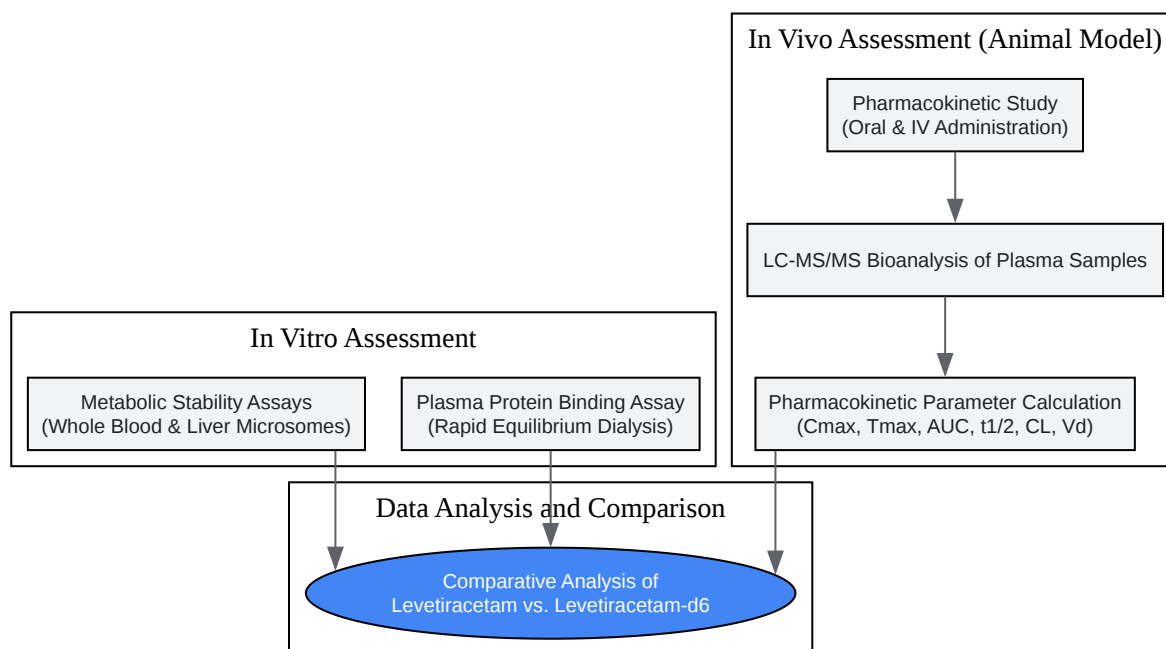 In Vivo Assessment (Animal Model)
Pharmacokinetic Study
(Oral & IV Administration)
LC-MS/MS Bioanalysis of Plasma Samples
In Vitro Assessment
Metabolic Stability Assays
(Whole Blood & Liver Microsomes)
Plasma Protein Binding Assay
(Rapid Equilibrium Dialysis)
Pharmacokinetic Parameter Calculation
(Cmax, Tmax, AUC, t1/2, CL, Vd)
Data Analysis and Comparison
Comparative Analysis of
Levetiracetam vs. Levetiracetam-d6